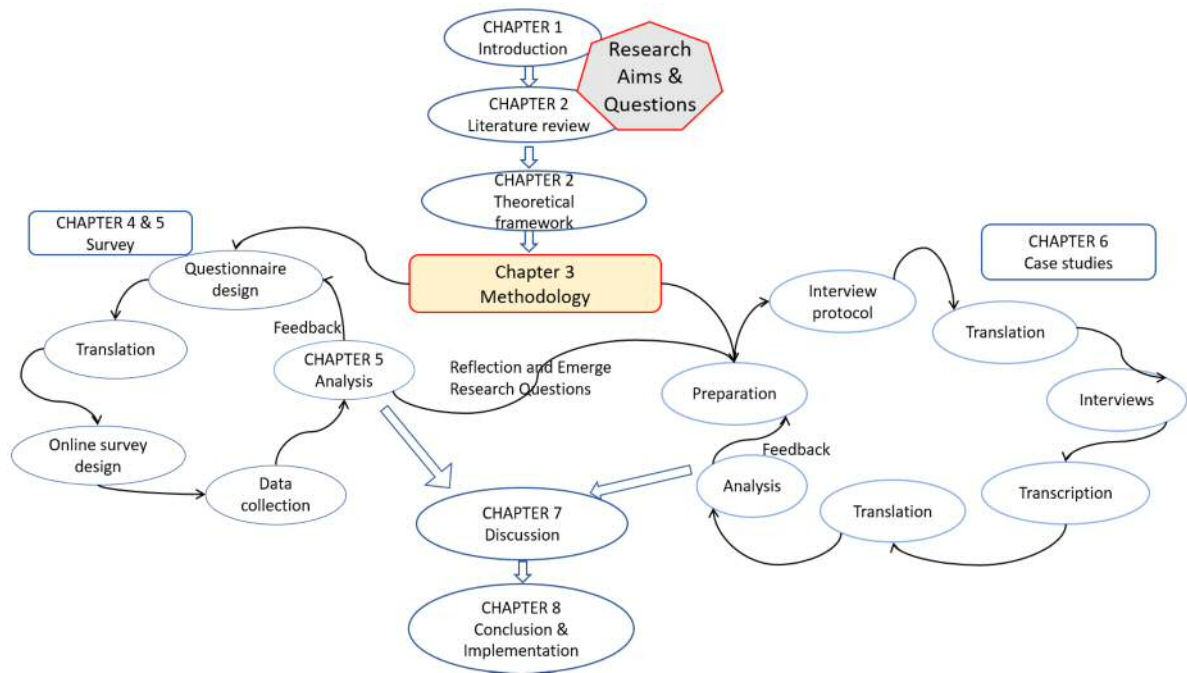 CHAPTER 1
Introduction
Research
Aims &
Questions
CHAPTER 2
Literature review
CHAPTER 2
Theoretical
framework
CHAPTER 4 & 5
Survey
Chapter 3
Methodology
CHAPTER 6
Case studies
Questionnaire
design
Interview
protocol
Feedback
Translation
Translation
CHAPTER 5
Analysis
Reflection and Emerge
Research Questions
Preparation
Interviews
Online survey
design
Feedback
Data
collection
Analysis
Transcription
Translation
CHAPTER 7
Discussion
CHAPTER 8
Conclusion &
Implementation